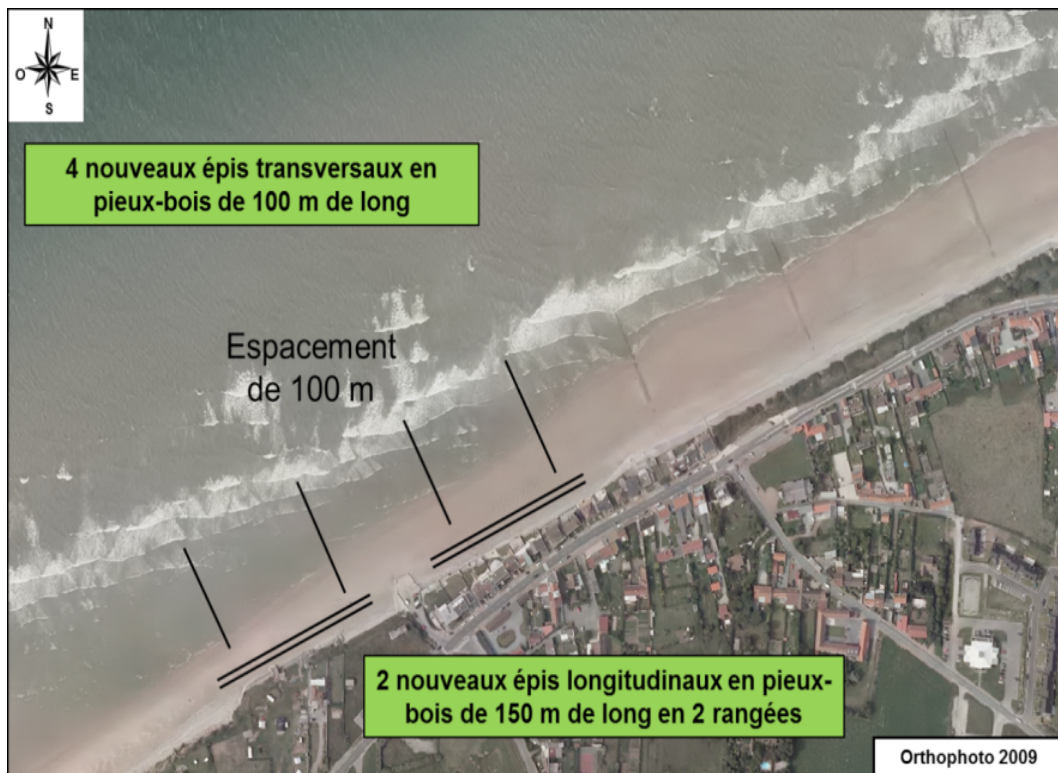 N
O E
S
4 nouveaux épis transversaux en
pieux-bois de 100 m de long
Espacement
de 100 m
2 nouveaux épis longitudinaux en pieux-
bois de 150 m de long en 2 rangées
Orthophoto 2009